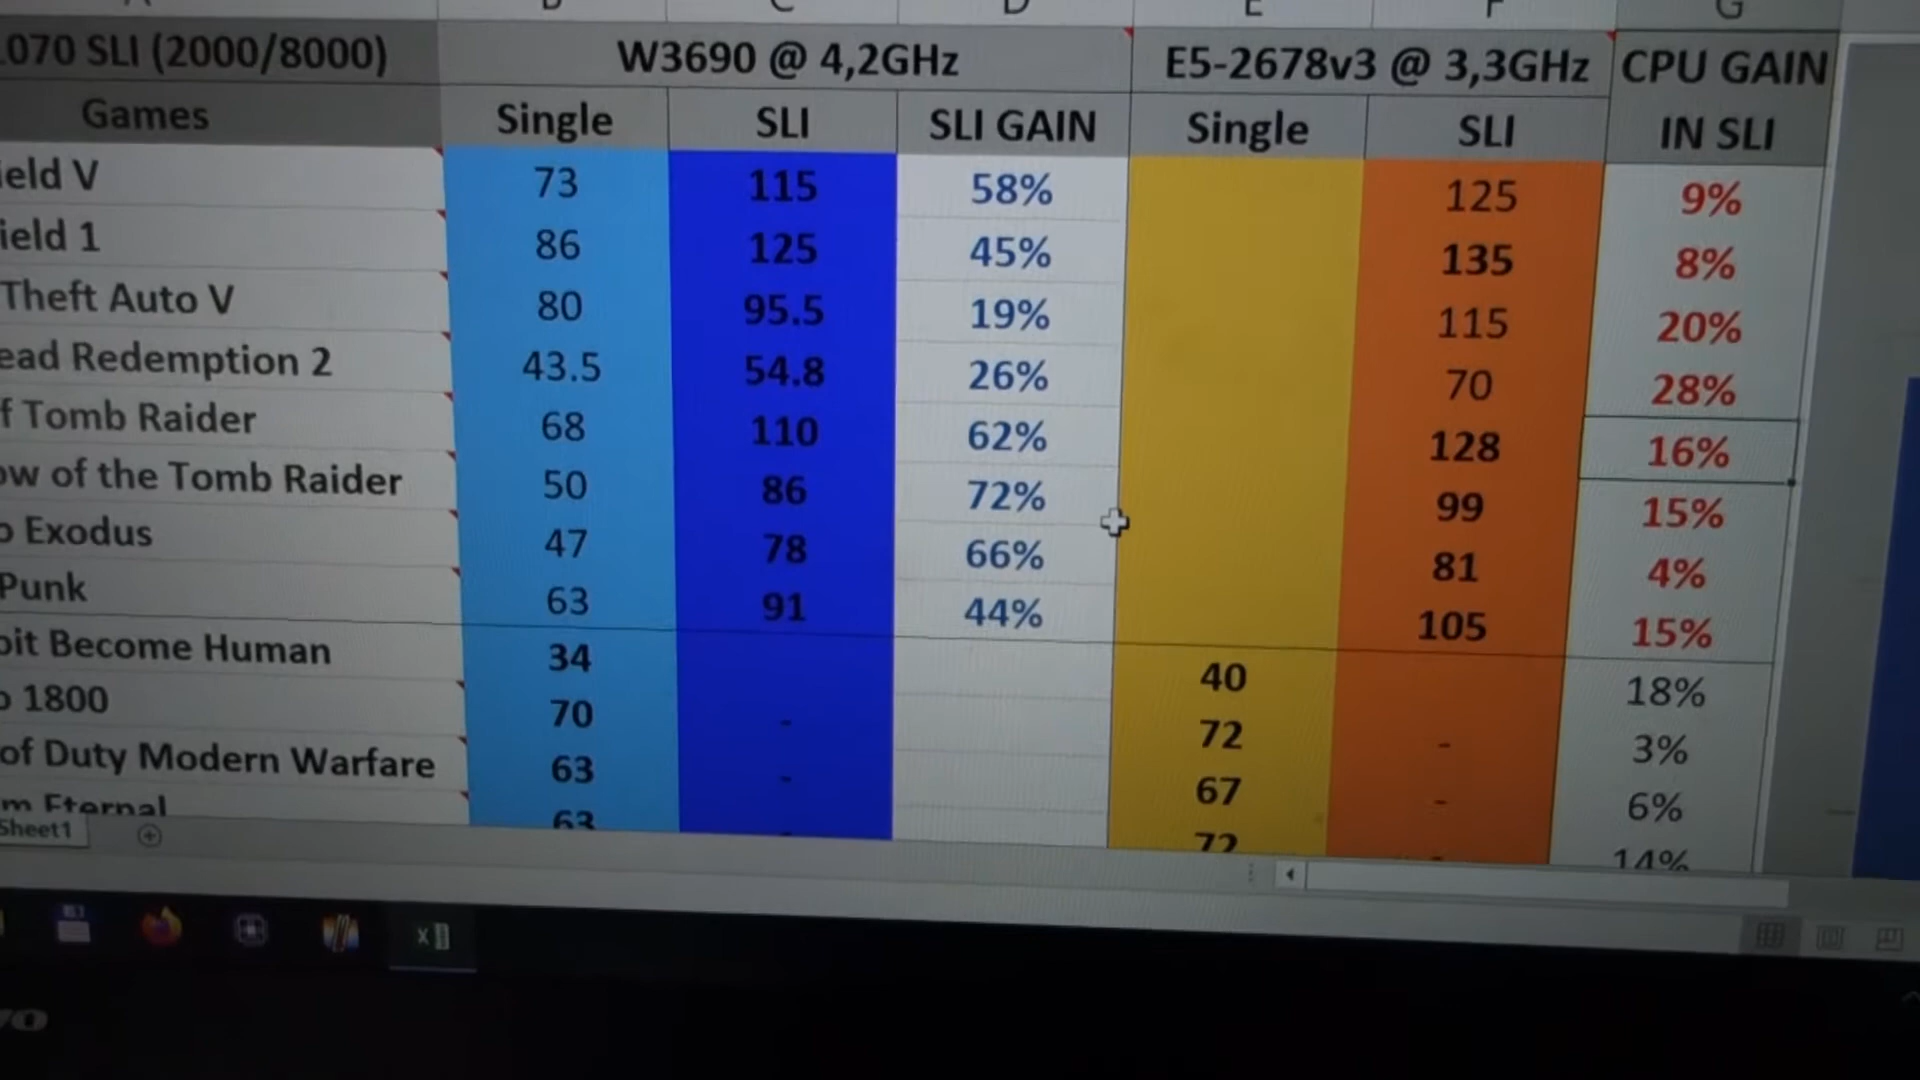 B C D E F G
070 SLI (2000/8000) W3690 @ 4,2GHz E5-2678v3 @ 3,3GHz CPU GAIN
Games Single SLI SLI GAIN Single SLI IN SLI
ield V 73 115 58% 125 9%
ield 1 86 125 45% 135 8%
Theft Auto V 80 95.5 19% 115 20%
ead Redemption 2 43.5 54.8 26% 70 28%
f Tomb Raider 68 110 62% 128 16%
ow of the Tomb Raider 50 86 72% 99 15%
o Exodus 47 78 66% 81 4%
Punk 63 91 44% 105 15%
oit Become Human 34 40 18%
o 1800 70 - 72 - 3%
of Duty Modern Warfare 63 - 67 - 6%
m Eternal 63 - 72 - 14%
Sheet1